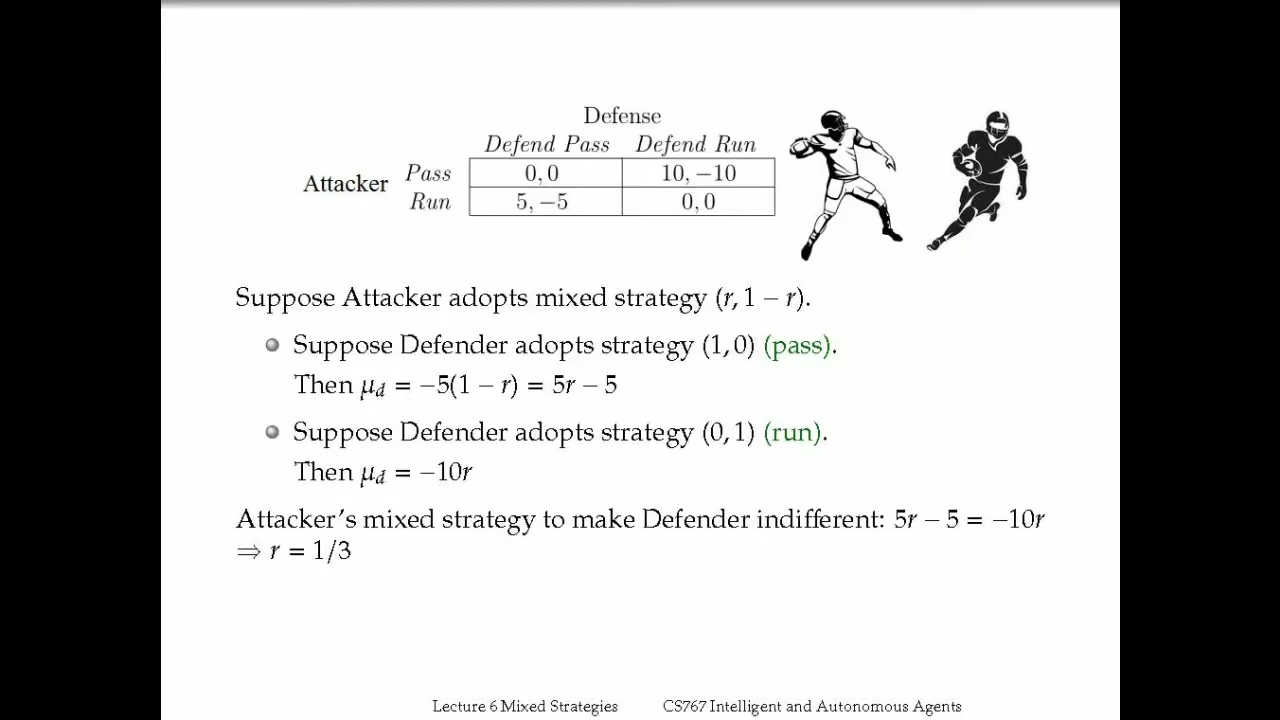 Defense
Defend Pass Defend Run
Attacker Pass 0, 0 10, −10
Run 5, −5 0, 0
Suppose Attacker adopts mixed strategy (r, 1 − r).
Suppose Defender adopts strategy (1, 0) (pass).
Then μd = −5(1 − r) = 5r − 5
Suppose Defender adopts strategy (0, 1) (run).
Then μd = −10r
Attacker's mixed strategy to make Defender indifferent: 5r − 5 = −10r
⇒ r = 1/3
Lecture 6 Mixed Strategies CS767 Intelligent and Autonomous Agents